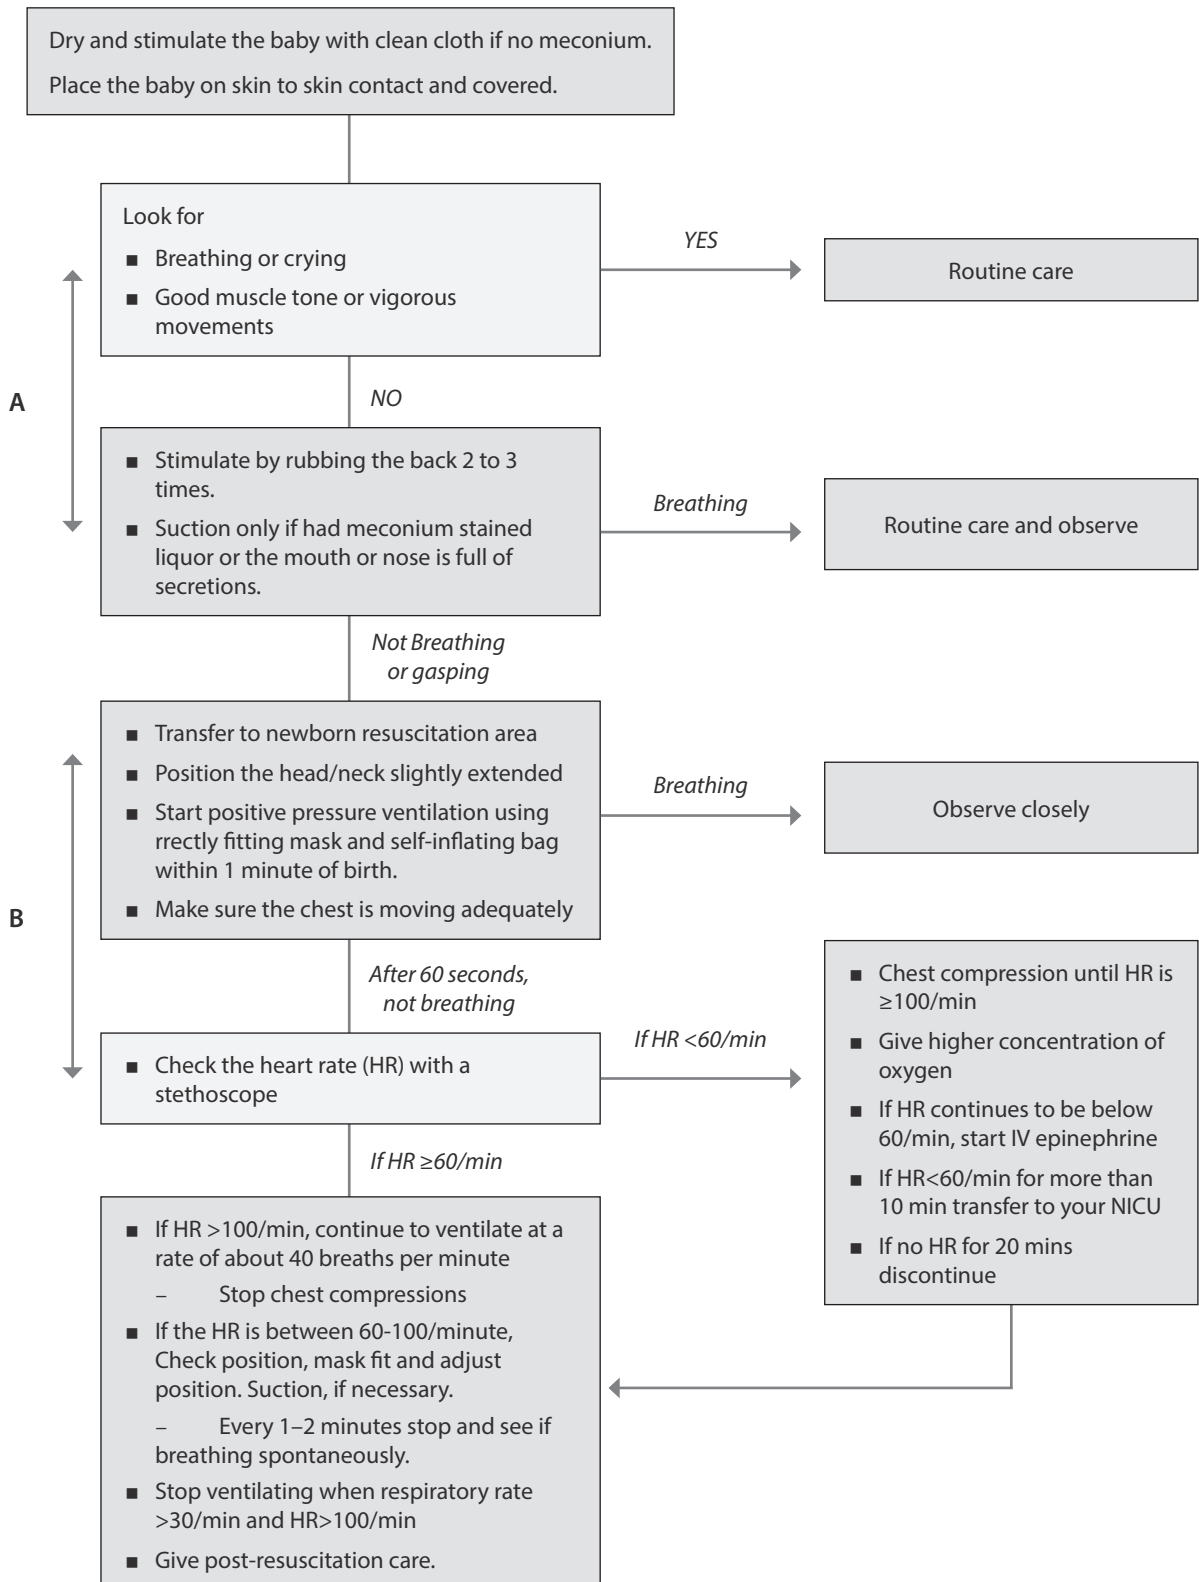 Dry and stimulate the baby with clean cloth if no meconium.
Place the baby on skin to skin contact and covered.
Look for
■ Breathing or crying
■ Good muscle tone or vigorous
movements
YES
Routine care
A
NO
■ Stimulate by rubbing the back 2 to 3
times.
■ Suction only if had meconium stained
liquor or the mouth or nose is full of
secretions.
Breathing
Routine care and observe
Not Breathing
or gasping
■ Transfer to newborn resuscitation area
■ Position the head/neck slightly extended
■ Start positive pressure ventilation using
rrectly fitting mask and self-inflating bag
within 1 minute of birth.
■ Make sure the chest is moving adequately
Breathing
Observe closely
B
After 60 seconds,
not breathing
■ Check the heart rate (HR) with a
stethoscope
If HR <60/min
■ Chest compression until HR is
≥100/min
■ Give higher concentration of
oxygen
■ If HR continues to be below
60/min, start IV epinephrine
■ If HR<60/min for more than
10 min transfer to your NICU
■ If no HR for 20 mins
discontinue
If HR ≥60/min
■ If HR >100/min, continue to ventilate at a
rate of about 40 breaths per minute
– Stop chest compressions
■ If the HR is between 60-100/minute,
Check position, mask fit and adjust
position. Suction, if necessary.
– Every 1–2 minutes stop and see if
breathing spontaneously.
■ Stop ventilating when respiratory rate
>30/min and HR>100/min
■ Give post-resuscitation care.